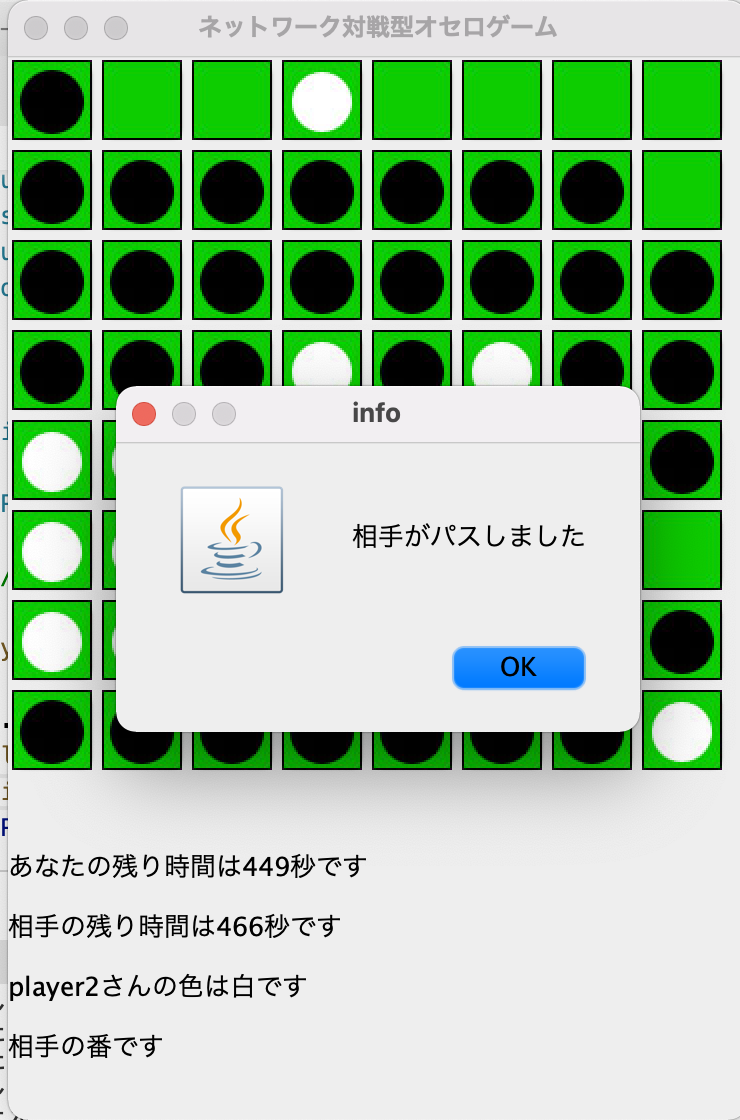 ネットワーク対戦型オセロゲーム
info
相手がパスしました
OK
あなたの残り時間は449秒です
相手の残り時間は466秒です
player2さんの色は白です
相手の番です